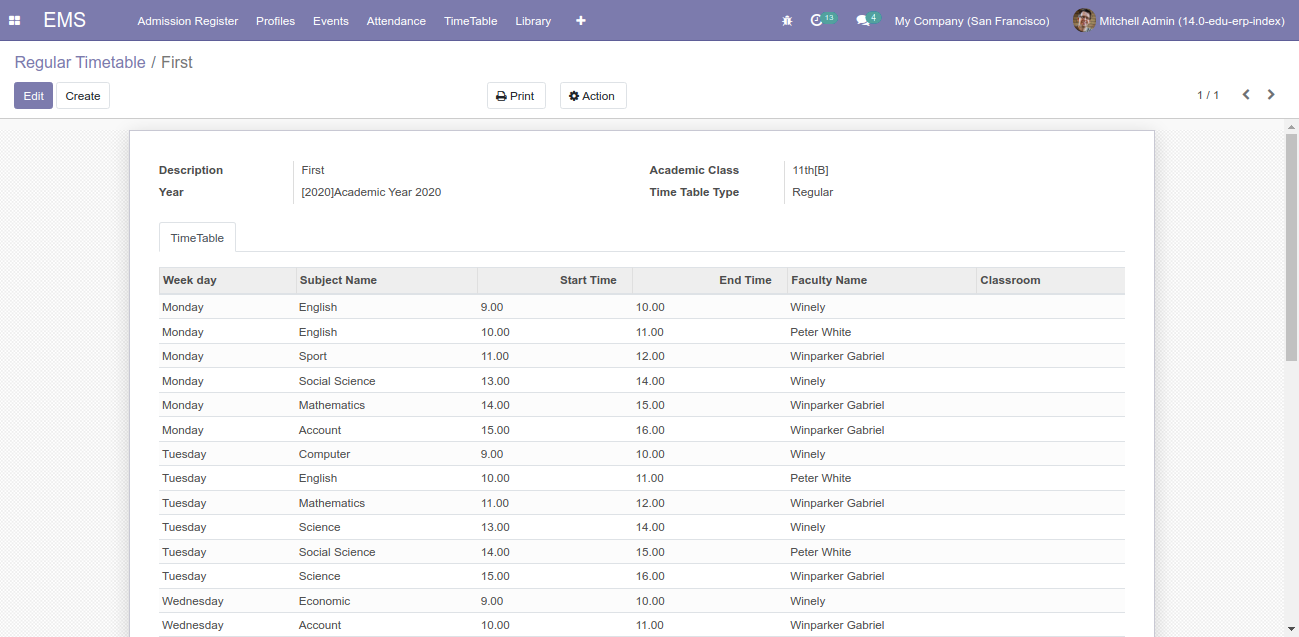 EMS Admission Register Profiles Events Attendance TimeTable Library + 13 4 My Company (San Francisco) Mitchell Admin (14.0-edu-erp-index)
Regular Timetable / First
Edit Create Print Action 1 / 1
Description First Academic Class 11th[B]
Year [2020]Academic Year 2020 Time Table Type Regular
TimeTable
Week day Subject Name Start Time End Time Faculty Name Classroom
Monday English 9.00 10.00 Winely
Monday English 10.00 11.00 Peter White
Monday Sport 11.00 12.00 Winparker Gabriel
Monday Social Science 13.00 14.00 Winely
Monday Mathematics 14.00 15.00 Winparker Gabriel
Monday Account 15.00 16.00 Winparker Gabriel
Tuesday Computer 9.00 10.00 Winely
Tuesday English 10.00 11.00 Peter White
Tuesday Mathematics 11.00 12.00 Winparker Gabriel
Tuesday Science 13.00 14.00 Winely
Tuesday Social Science 14.00 15.00 Peter White
Tuesday Science 15.00 16.00 Winparker Gabriel
Wednesday Economic 9.00 10.00 Winely
Wednesday Account 10.00 11.00 Winparker Gabriel